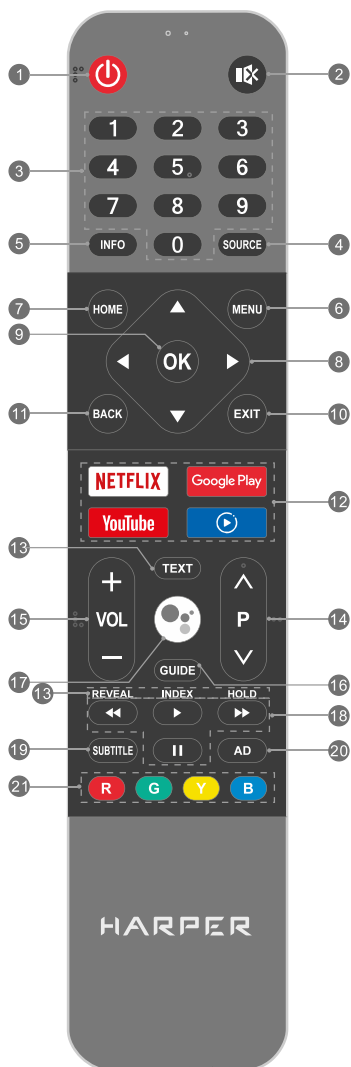 1 2
1 2 3
3 4 5 6
7 8 9
5 INFO 0 SOURCE 4
7 HOME MENU 6
9 OK 8
11 BACK EXIT 10
NETFLIX Google Play
12
YouTube
13 TEXT
+
15 VOL P 14
−
17 GUIDE 16
13 REVEAL INDEX HOLD
18
19 SUBTITLE AD 20
21 R G Y B
HARPER